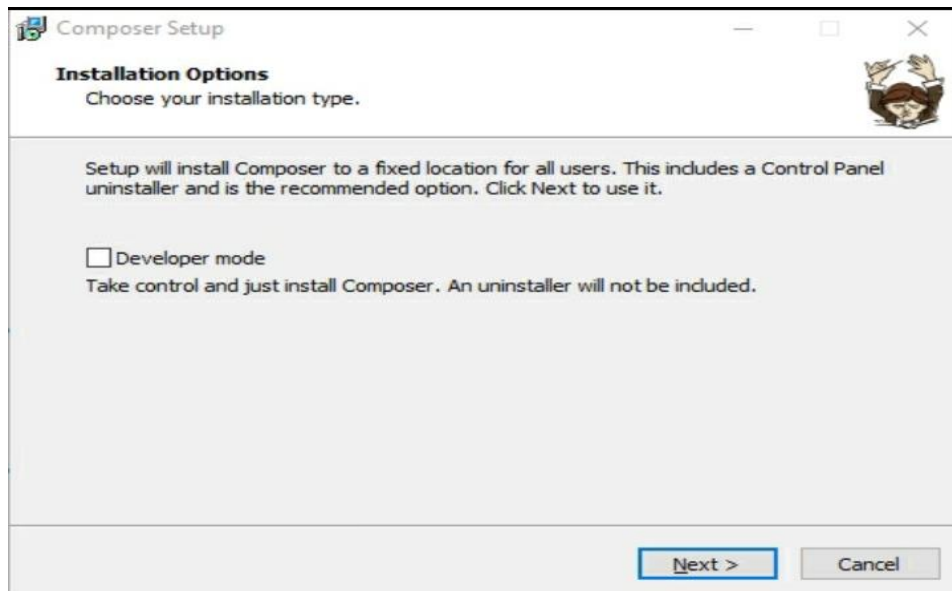 Composer Setup
Installation Options
Choose your installation type.
Setup will install Composer to a fixed location for all users. This includes a Control Panel
uninstaller and is the recommended option. Click Next to use it.
Developer mode
Take control and just install Composer. An uninstaller will not be included.
Next >
Cancel